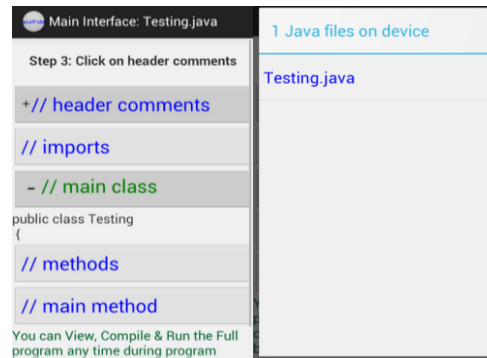 Main Interface: Testing.java
Step 3: Click on header comments
+// header comments
// imports
- // main class
public class Testing
{
// methods
// main method
You can View, Compile & Run the Full
program any time during program
1 Java files on device
Testing.java